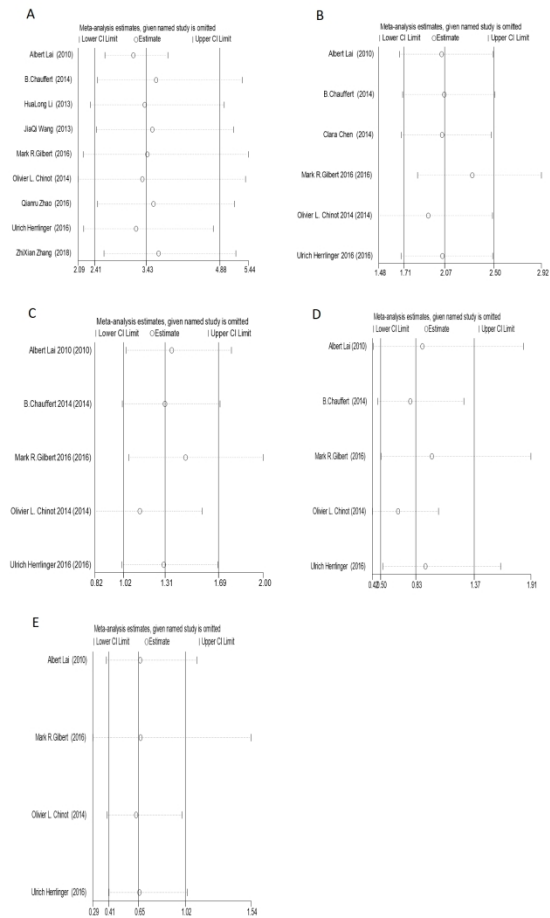 A
Meta-analysis estimates, given named study is omitted
Lower CI Limit Estimate Upper CI Limit
Albert Lai (2010)
B.Chauffert (2014)
HuaLong Li (2013)
JiaQi Wang (2013)
Mark R.Gilbert (2016)
Olivier L. Chinot (2014)
Qianru Zhao (2016)
Ulrich Herrlinger (2016)
ZhiXian Zhang (2018)
2.09 2.41 3.43 4.88 5.44
B
Meta-analysis estimates, given named study is omitted
Lower CI Limit Estimate Upper CI Limit
Albert Lai (2010)
B.Chauffert (2014)
Clara Chen (2014)
Mark R.Gilbert 2016 (2016)
Olivier L. Chinot 2014 (2014)
Ulrich Herrlinger 2016 (2016)
1.48 1.71 2.07 2.50 2.92
C
Meta-analysis estimates, given named study is omitted
Lower CI Limit Estimate Upper CI Limit
Albert Lai 2010 (2010)
B.Chauffert 2014 (2014)
Mark R.Gilbert 2016 (2016)
Olivier L. Chinot 2014 (2014)
Ulrich Herrlinger 2016 (2016)
0.82 1.02 1.31 1.69 2.00
D
Meta-analysis estimates, given named study is omitted
Lower CI Limit Estimate Upper CI Limit
Albert Lai (2010)
B.Chauffert (2014)
Mark R.Gilbert (2016)
Olivier L. Chinot (2014)
Ulrich Herrlinger (2016)
0.50 0.83 1.37 1.91
E
Meta-analysis estimates, given named study is omitted
Lower CI Limit Estimate Upper CI Limit
Albert Lai (2010)
Mark R.Gilbert (2016)
Olivier L. Chinot (2014)
Ulrich Herrlinger (2016)
0.29 0.41 0.65 1.02 1.54